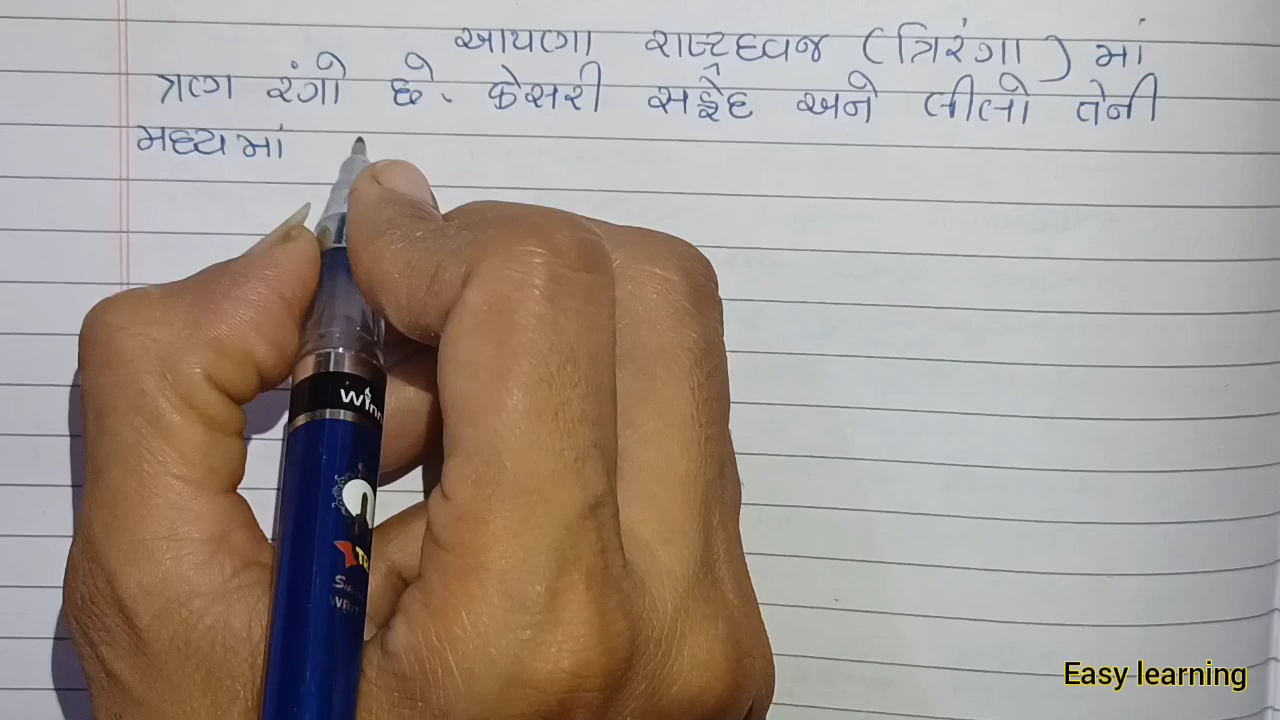 આપણા રાષ્ટ્રધ્વજ (ત્રિરંગા) માં
ત્રણ રંગો છે. કેસરી સફેદ અને લીલો તેની
મધ્યમાં
Easy learning